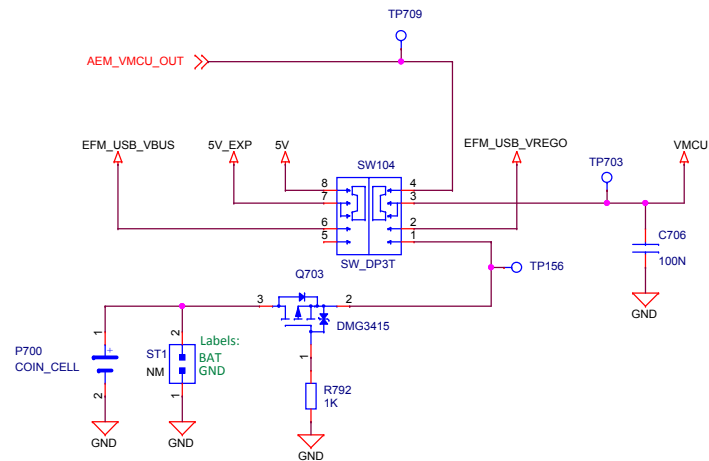 TP709
AEM_VMCU_OUT
EFM_USB_VBUS
5V_EXP
5V
EFM_USB_VREGO
VMCU
SW104
TP703
8
4
7
3
6
2
5
1
SW_DP3T
C706
100N
TP156
GND
Q703
3
2
DMG3415
1
P700
COIN_CELL
1
+
2
ST1
NM
2
1
Labels:
BAT
GND
1
R792
1K
GND
GND
GND